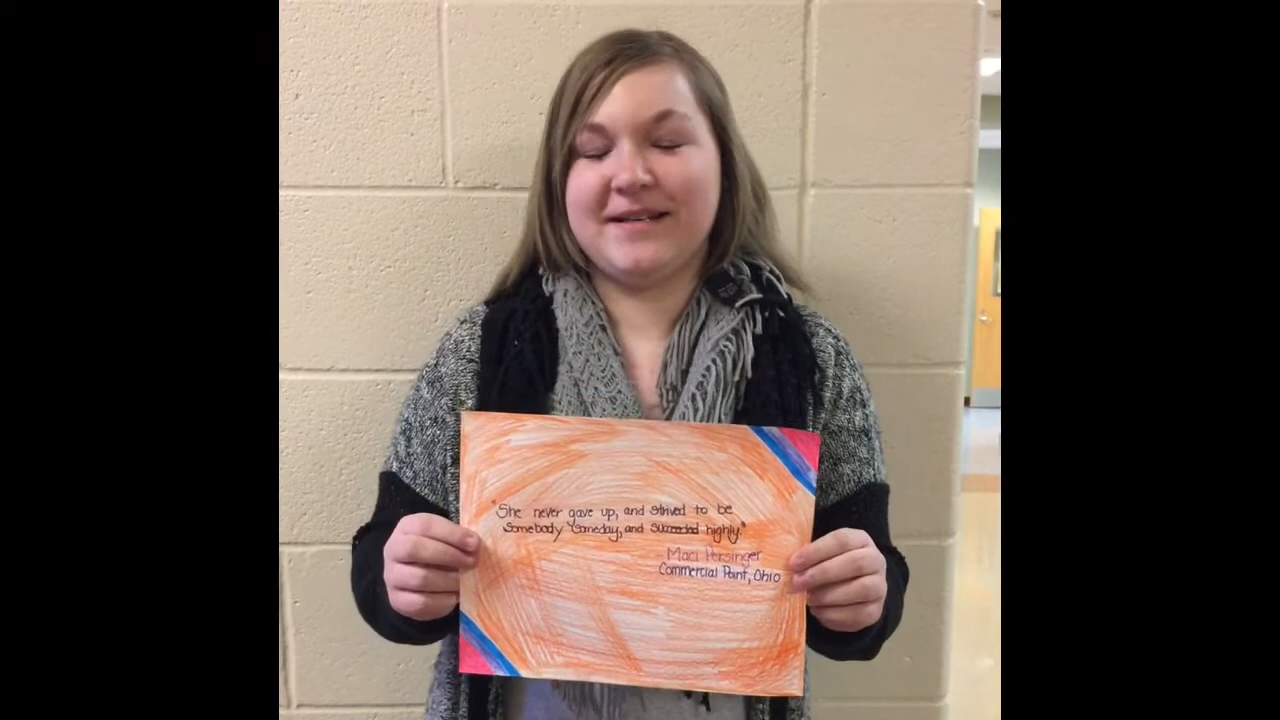 "She never gave up, and strived to be
somebody someday, and succeeded highly."
Maci Persinger
Commercial Point, Ohio